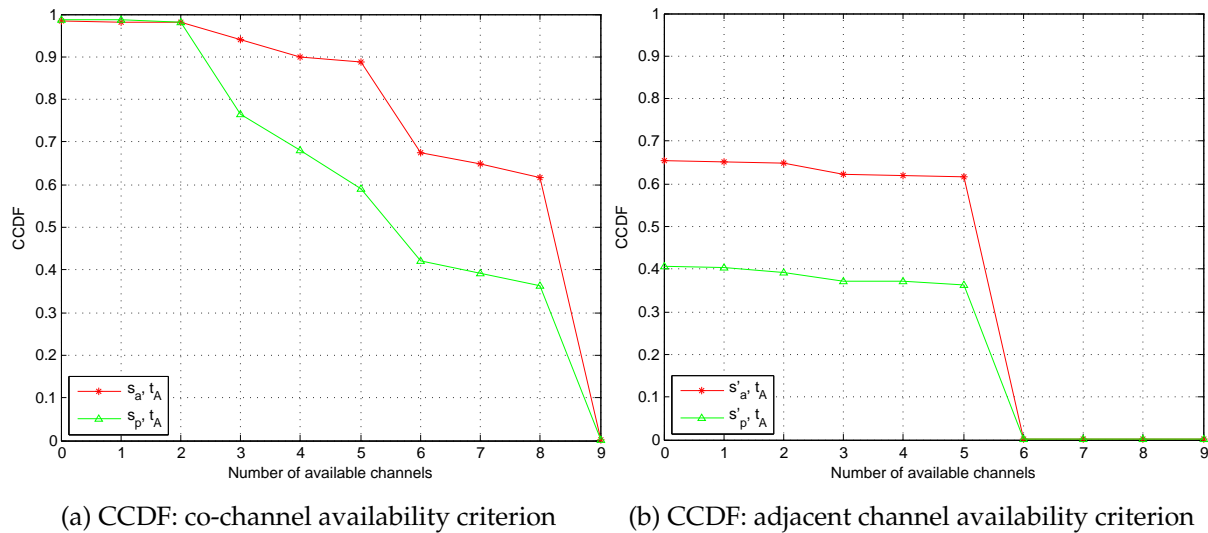 1
0.9
0.8
0.7
0.6
0.5
0.4
0.3
0.2
0.1
0
CCDF
0 1 2 3 4 5 6 7 8 9
Number of available channels
s_a, t_A
s_p, t_A
(a) CCDF: co-channel availability criterion
1
0.9
0.8
0.7
0.6
0.5
0.4
0.3
0.2
0.1
0
CCDF
0 1 2 3 4 5 6 7 8 9
Number of available channels
s'_a, t_A
s'_p, t_A
(b) CCDF: adjacent channel availability criterion